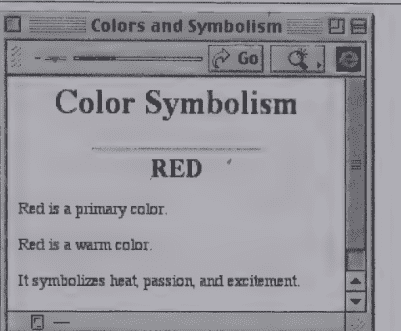 Colors and Symbolism
Go
Color Symbolism
RED
Red is a primary color.
Red is a warm color.
It symbolizes heat, passion, and excitement.